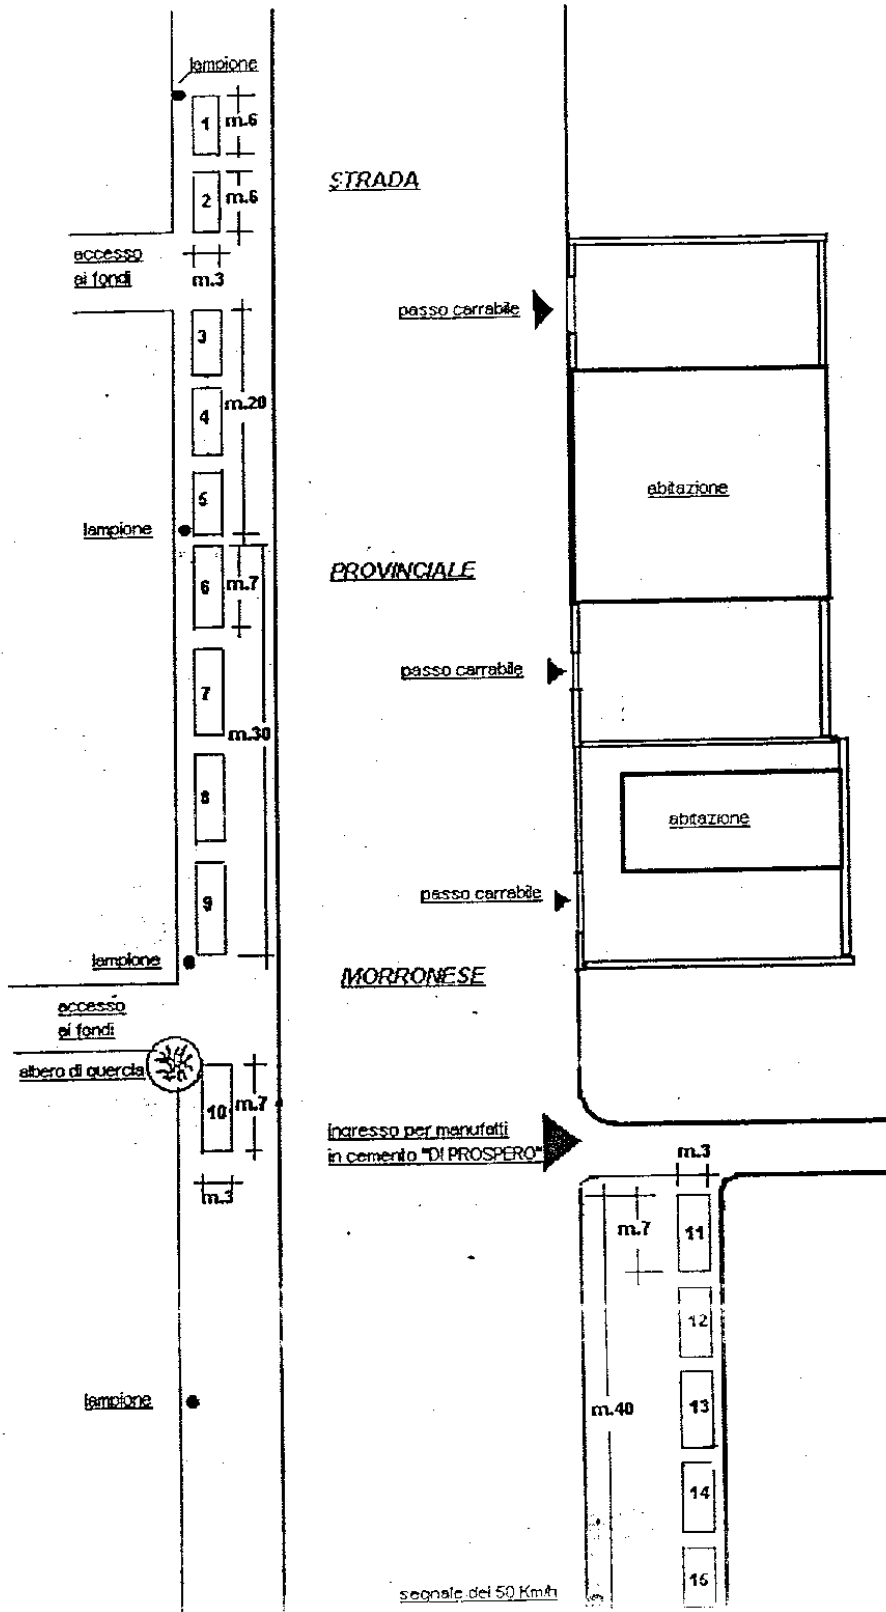 lampione
1
m.6
STRADA
2
m.6
accesso
ai fondi
m.3
passo carrabile
3
4
m.20
abitazione
5
lampione
PROVINCIALE
6
m.7
passo carrabile
7
m.30
8
abitazione
passo carrabile
9
lampione
MORRONESE
accesso
ai fondi
albero di quercia
10
m.7
ingresso per manufatti
in cemento "DI PROSPERO"
m.3
m.3
m.7
11
12
lampione
m.40
13
14
15
segnale dei 50 Km/h